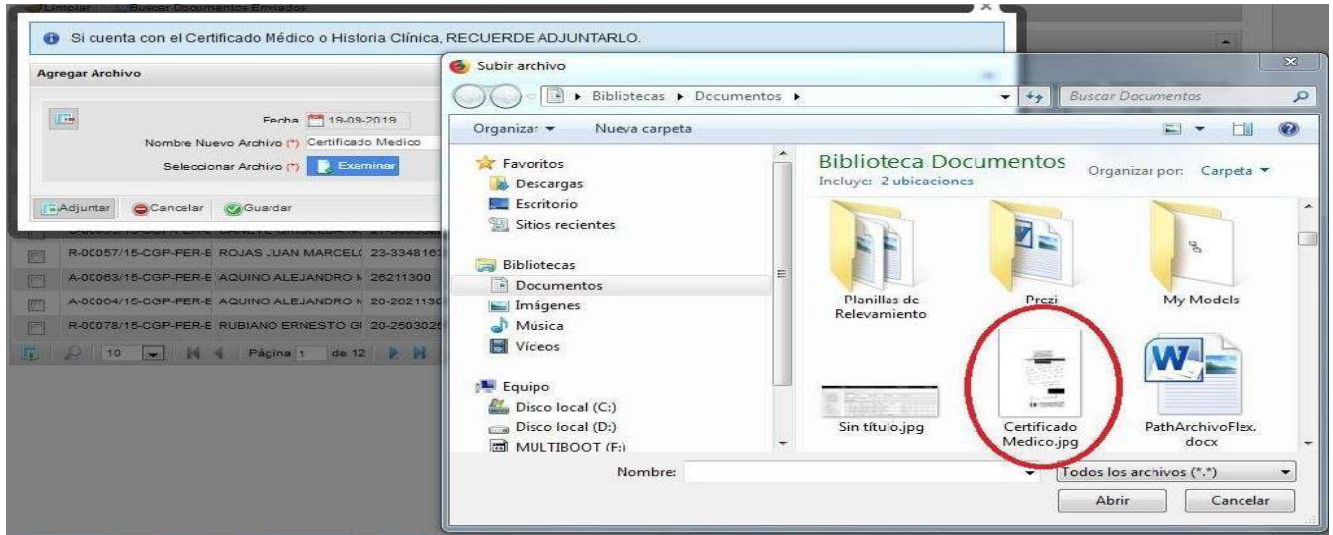 Limpiar Buscar Documentos Enviados
Si cuenta con el Certificado Médico o Historia Clínica, RECUERDE ADJUNTARLO.
Agregar Archivo
Fecha 19-09-2019
Nombre Nuevo Archivo (*) Certificado Medico
Seleccionar Archivo (*) Examinar
Adjuntar Cancelar Guardar
R-00057/15-CGP-PER-E ROJAS JUAN MARCEL 23-3348163
A-00063/15-CGP-PER-E AQUINO ALEJANDRO 26211300
A-00004/15-CGP-PER-E AQUINO ALEJANDRO 20-2021130
R-00078/15-CGP-PER-E RUBIANO ERNESTO GI 20-2503025
10 Página 1 de 12
Subir archivo
Bibliotecas Documentos
Buscar Documentos
Organizar Nueva carpeta
Favoritos
Descargas
Escritorio
Sitios recientes
Bibliotecas
Documentos
Imágenes
Música
Vídeos
Equipo
Disco local (C:)
Disco local (D:)
MULTIBOOT (F:)
Biblioteca Documentos
Incluye: 2 ubicaciones
Organizar por: Carpeta
Planillas de
Relevamiento
Prezi
My Models
Sin título.jpg
Certificado
Medico.jpg
PathArchivoFlex.
docx
Nombre:
Todos los archivos (*.*)
Abrir Cancelar